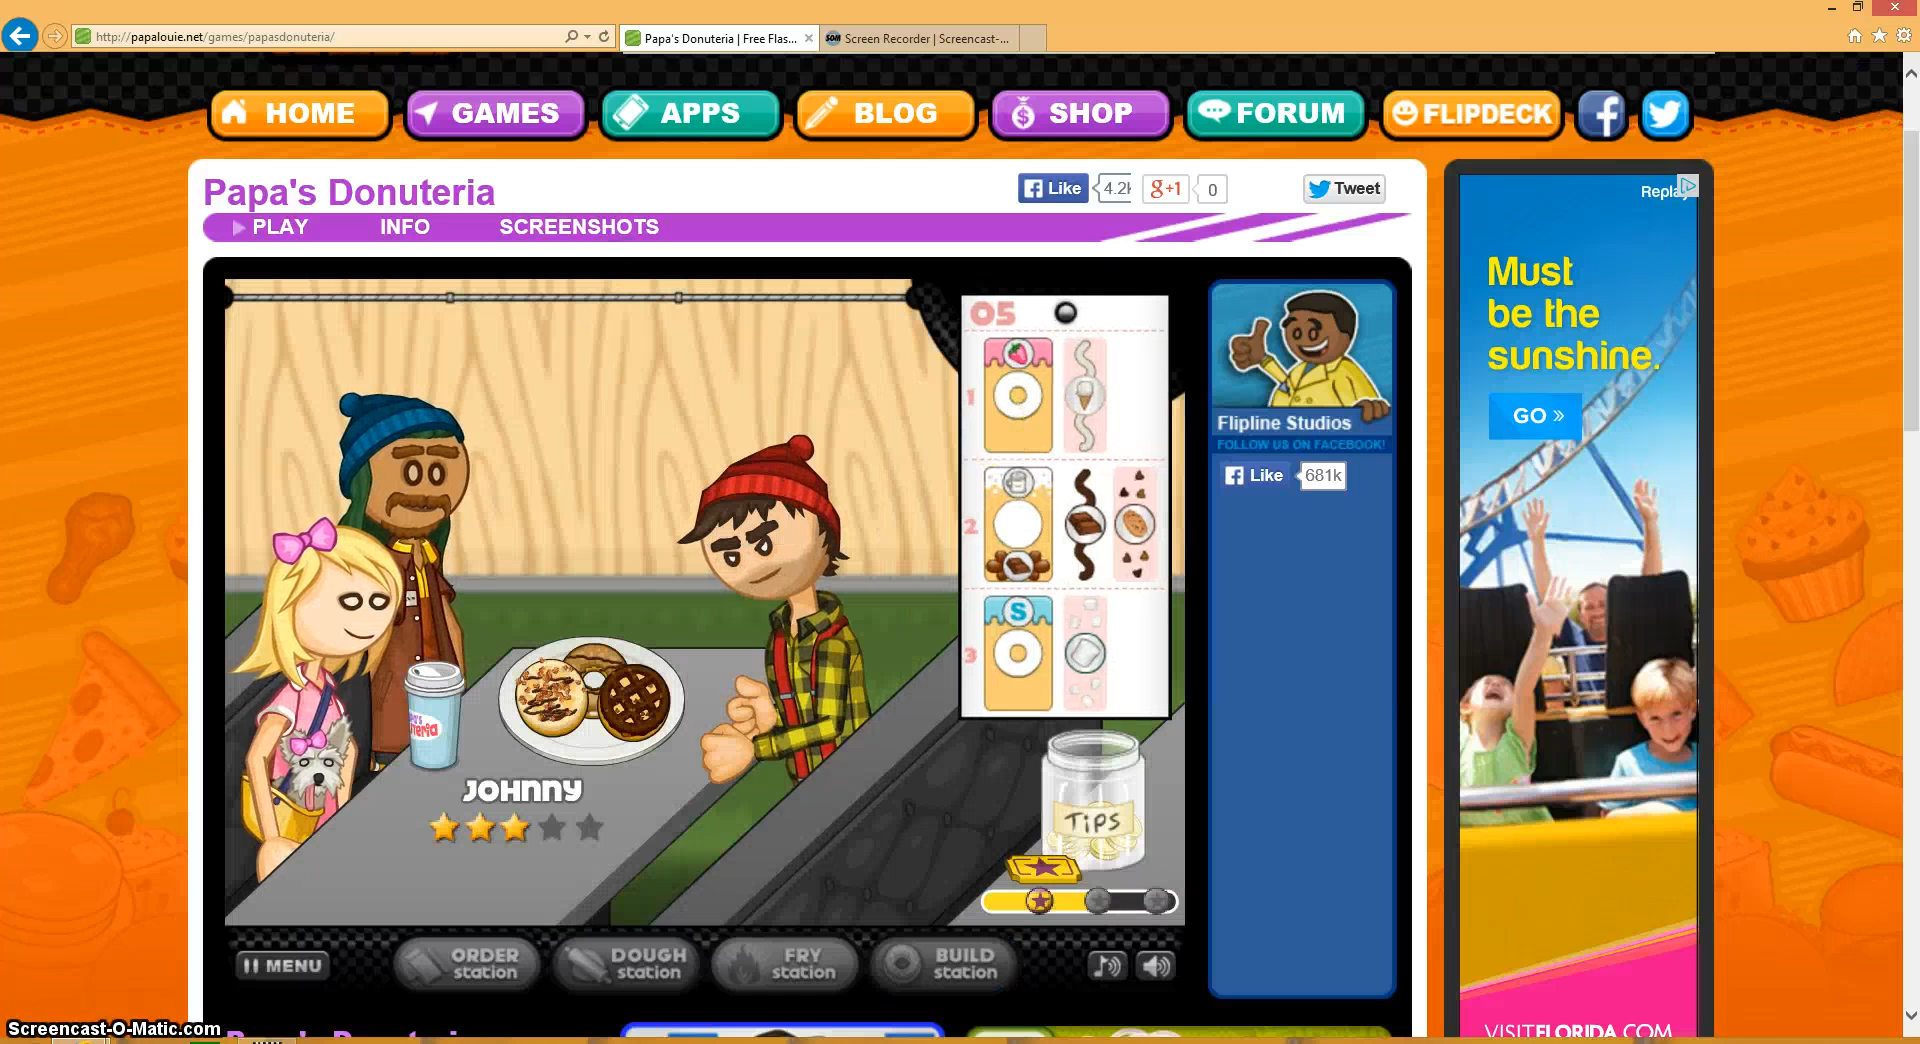 http://papalouie.net/games/papasdonuteria/
Papa's Donuteria | Free Flas...
Screen Recorder | Screencast-...
HOME
GAMES
APPS
BLOG
SHOP
FORUM
FLIPDECK
Papa's Donuteria
Like
g+1
0
Tweet
PLAY
INFO
SCREENSHOTS
Replay
Must
be the
sunshine.
GO »
05
1
2
S
3
Flipline Studios
FOLLOW US ON FACEBOOK!
Like
681k
JOHNNY
TIPS
MENU
ORDER
station
DOUGH
station
FRY
station
BUILD
station
VISITFLORIDA.COM
Screencast-O-Matic.com